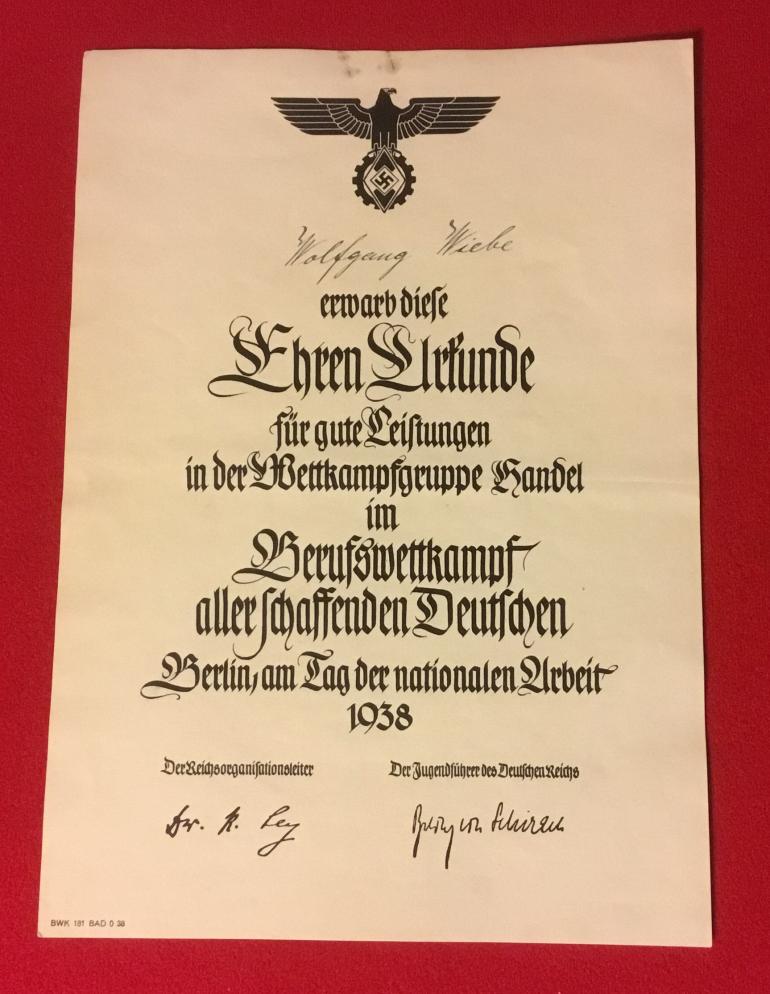 Wolfgang Wiebe
erwarb diese
Ehren Urkunde
für gute Leistungen
in der Wettkampfgruppe Handel
im
Berufswettkampf
aller schaffenden Deutschen
Berlin, am Tag der nationalen Arbeit
1938
Der Reichsorganisationsleiter
Der Jugendführer des Deutschen Reichs
Dr. R. Ley
Baldur von Schirach
BWK 181 BAD 0 38